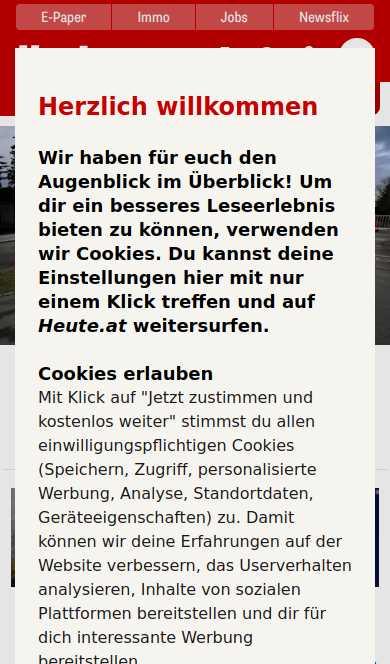 E-Paper
Immo
Jobs
Newsflix
Herzlich willkommen
Wir haben für euch den
Augenblick im Überblick! Um
dir ein besseres Leseerlebnis
bieten zu können, verwenden
wir Cookies. Du kannst deine
Einstellungen hier mit nur
einem Klick treffen und auf
Heute.at weitersurfen.
Cookies erlauben
Mit Klick auf "Jetzt zustimmen und
kostenlos weiter" stimmst du allen
einwilligungspflichtigen Cookies
(Speichern, Zugriff, personalisierte
Werbung, Analyse, Standortdaten,
Geräteeigenschaften) zu. Damit
können wir deine Erfahrungen auf der
Website verbessern, das Userverhalten
analysieren, Inhalte von sozialen
Plattformen bereitstellen und dir für
dich interessante Werbung
bereitstellen